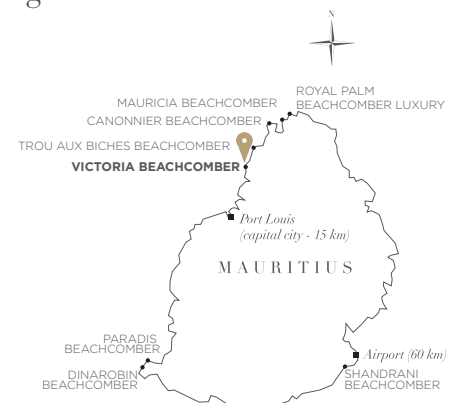 g
N
ROYAL PALM
BEACHCOMBER LUXURY
MAURICIA BEACHCOMBER
CANONNIER BEACHCOMBER
TROU AUX BICHES BEACHCOMBER
VICTORIA BEACHCOMBER
Port Louis
(capital city - 15 km)
MAURITIUS
PARADIS
BEACHCOMBER
Airport (60 km)
DINAROBIN
BEACHCOMBER
SHANDRANI
BEACHCOMBER